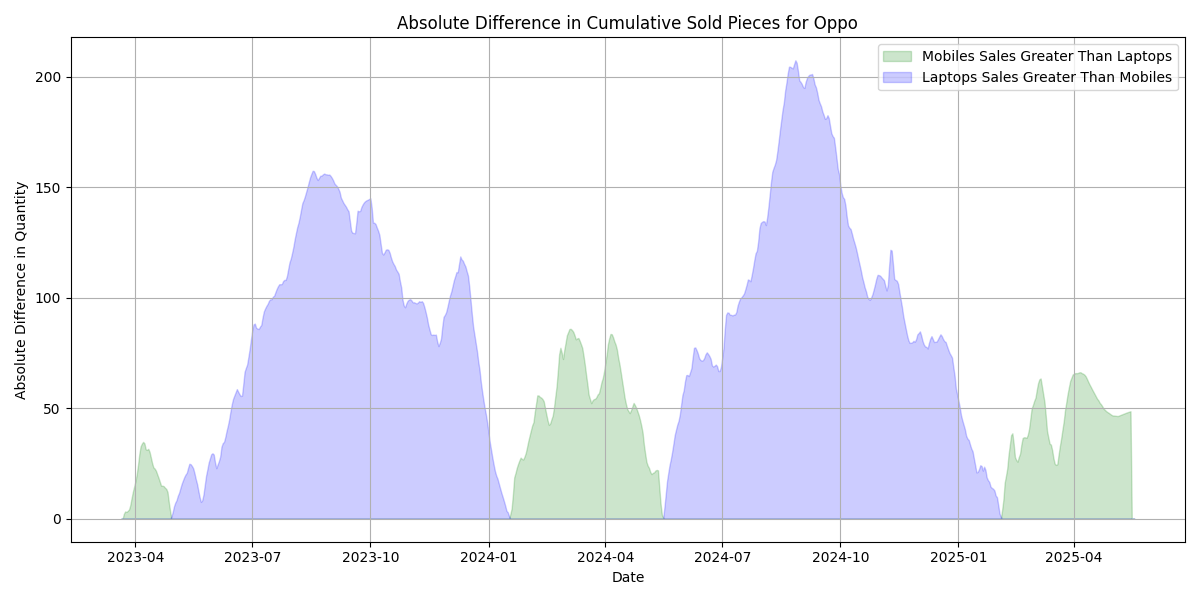 Absolute Difference in Cumulative Sold Pieces for Oppo
Mobiles Sales Greater Than Laptops
Laptops Sales Greater Than Mobiles
Absolute Difference in Quantity
200
150
100
50
0
2023-04
2023-07
2023-10
2024-01
2024-04
2024-07
2024-10
2025-01
2025-04
Date